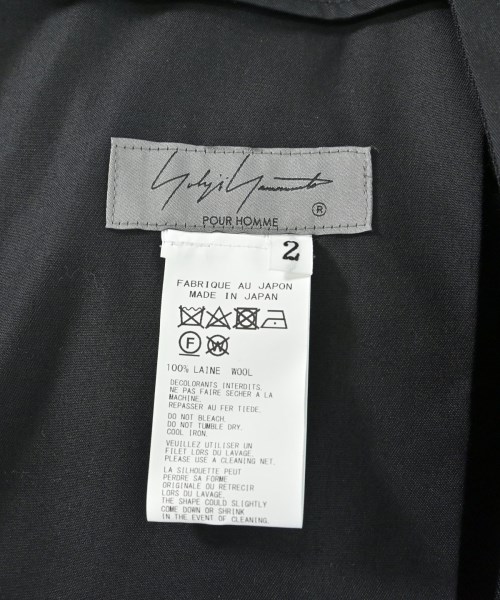 Yohji Yamamoto
®
POUR HOMME
2
FABRIQUE AU JAPON
MADE IN JAPAN
F
W
100% LAINE WOOL
DECOLORANTS INTERDITS.
NE PAS FAIRE SECHER A LA
MACHINE.
REPASSER AU FER TIEDE.
DO NOT BLEACH.
DO NOT TUMBLE DRY.
COOL IRON.
VEUILLEZ UTILISER UN
FILET LORS DU LAVAGE.
PLEASE USE A CLEANING NET.
LA SILHOUETTE PEUT
PERDRE SA FORME
ORIGINALE OU RETRECIR
LORS DU LAVAGE.
THE SHAPE COULD SLIGHTLY
COME DOWN OR SHRINK
IN THE EVENT OF CLEANING.